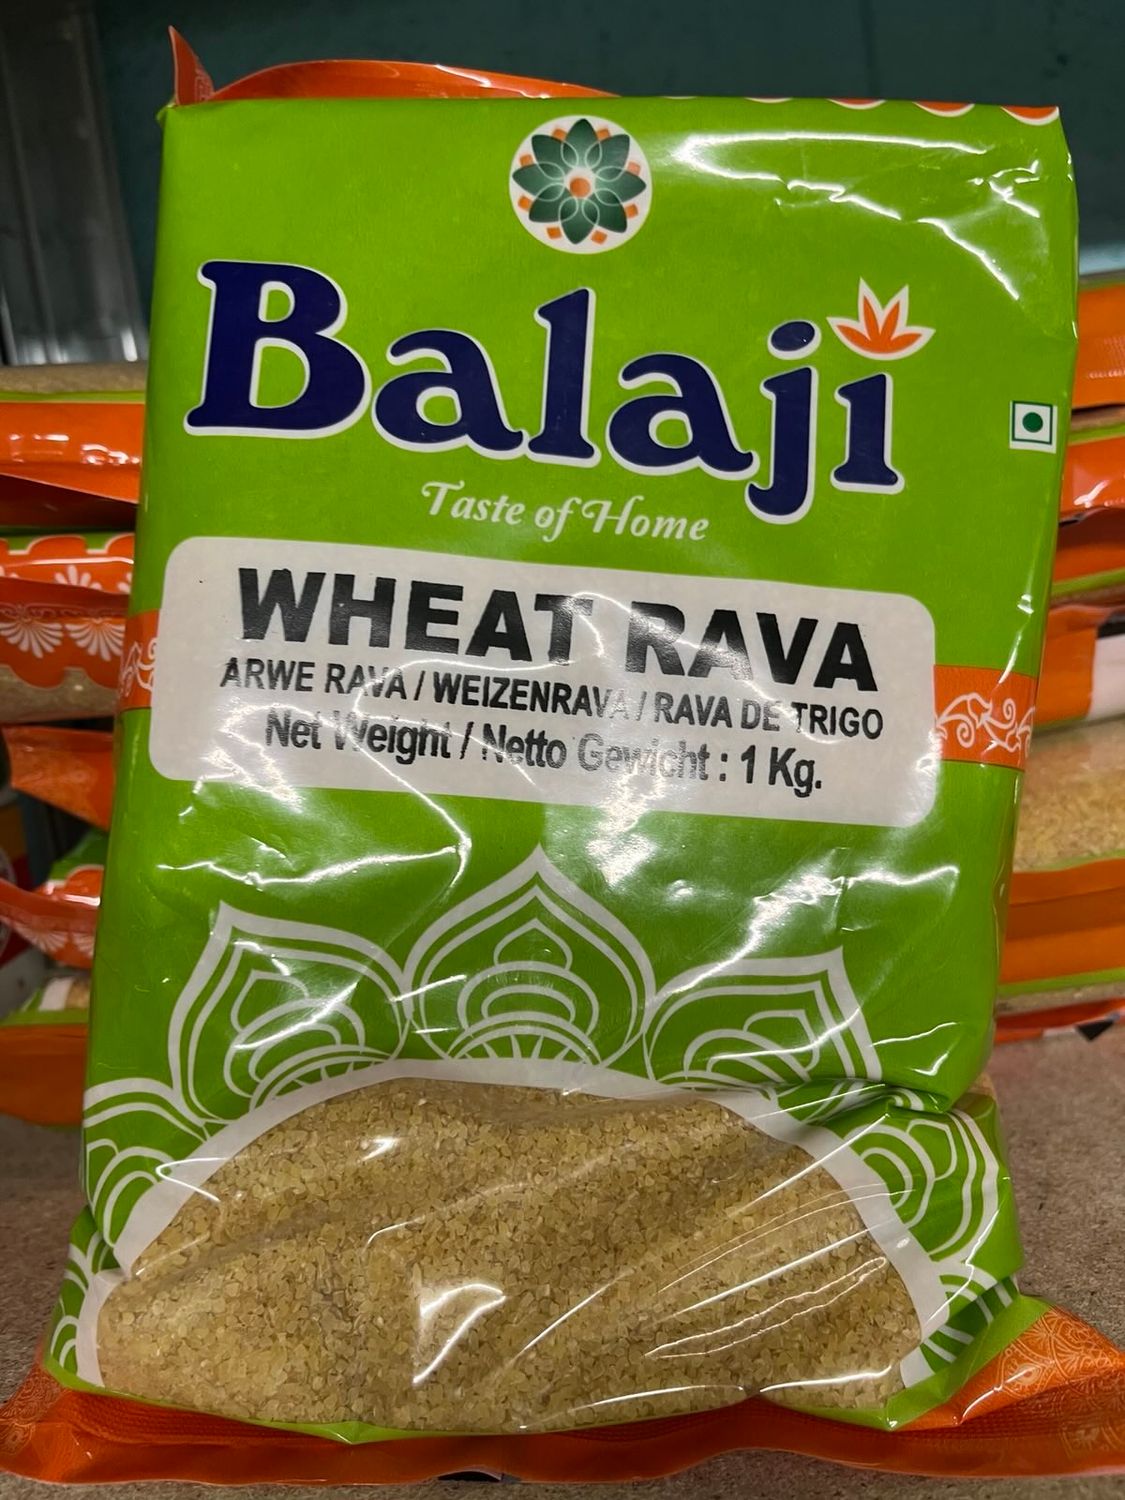 Balaji
Taste of Home
WHEAT RAVA
ARWE RAVA / WEIZENRAVA / RAVA DE TRIGO
Net Weight / Netto Gewicht : 1 Kg.